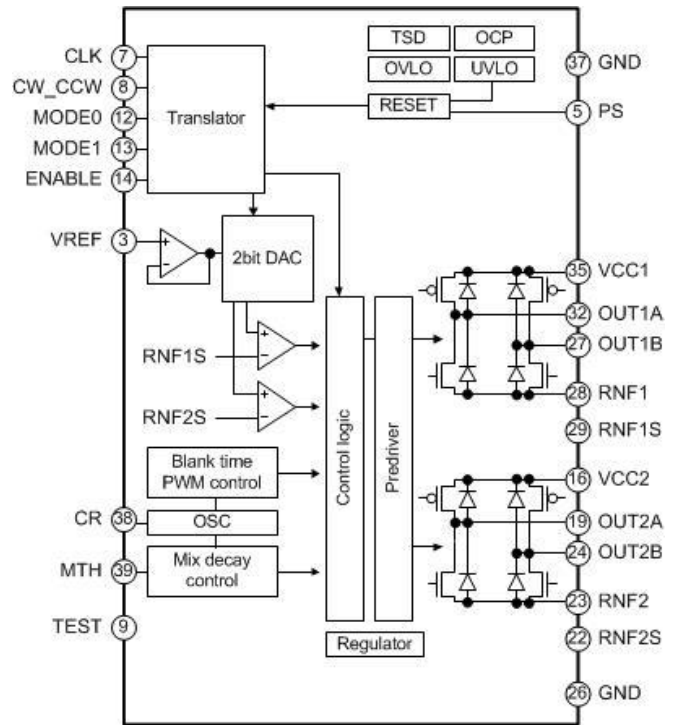 CLK 7
CW_CCW 8
MODE0 12
MODE1 13
ENABLE 14
VREF 3
Translator
TSD
OCP
OVLO
UVLO
RESET
37 GND
5 PS
2bit DAC
RNF1S
RNF2S
Blank time
PWM control
CR 38
OSC
MTH 39
Mix decay
control
TEST 9
Control logic
Predriver
Regulator
35 VCC1
32 OUT1A
27 OUT1B
28 RNF1
29 RNF1S
16 VCC2
19 OUT2A
24 OUT2B
23 RNF2
22 RNF2S
26 GND